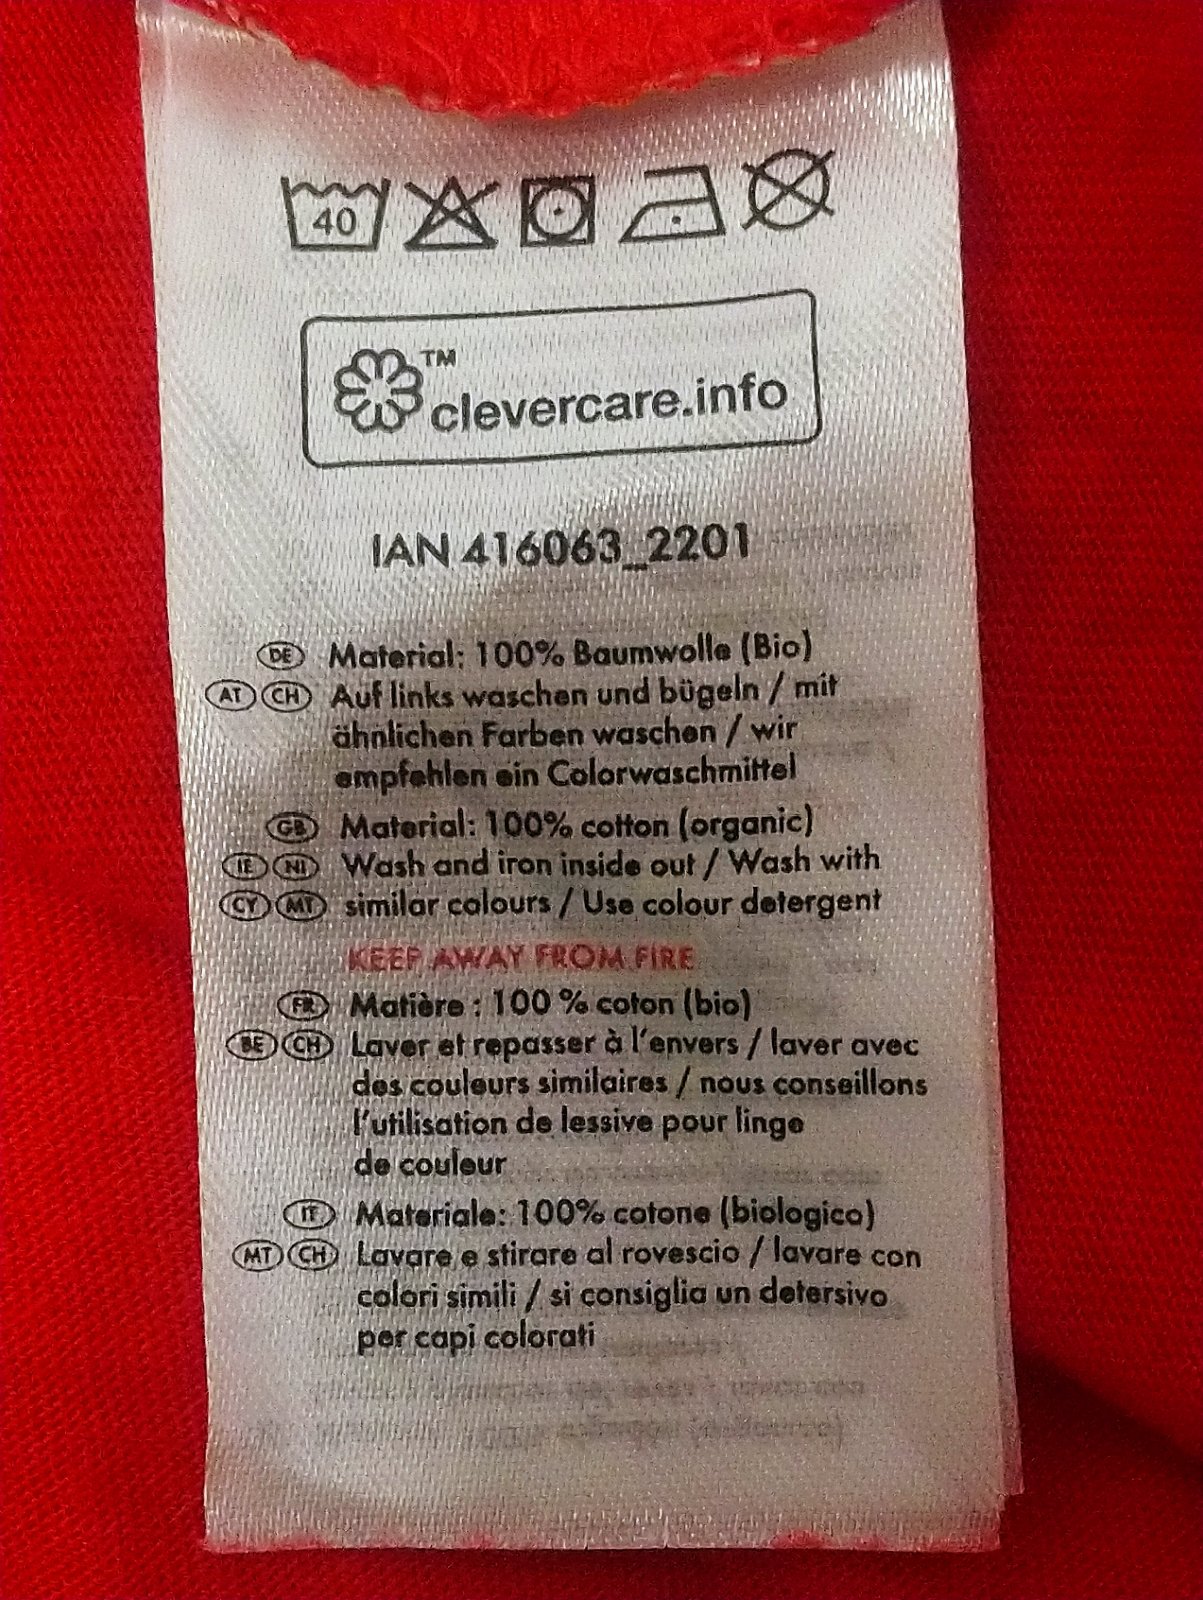 40
™
clevercare.info
IAN 416063_2201
DE Material: 100% Baumwolle (Bio)
AT CH Auf links waschen und bügeln / mit
ähnlichen Farben waschen / wir
empfehlen ein Colorwaschmittel
GB Material: 100% cotton (organic)
IE NI Wash and iron inside out / Wash with
CY MT similar colours / Use colour detergent
KEEP AWAY FROM FIRE
FR Matière : 100 % coton (bio)
BE CH Laver et repasser à l'envers / laver avec
des couleurs similaires / nous conseillons
l'utilisation de lessive pour linge
de couleur
IT Materiale: 100% cotone (biologico)
MT CH Lavare e stirare al rovescio / lavare con
colori simili / si consiglia un detersivo
per capi colorati